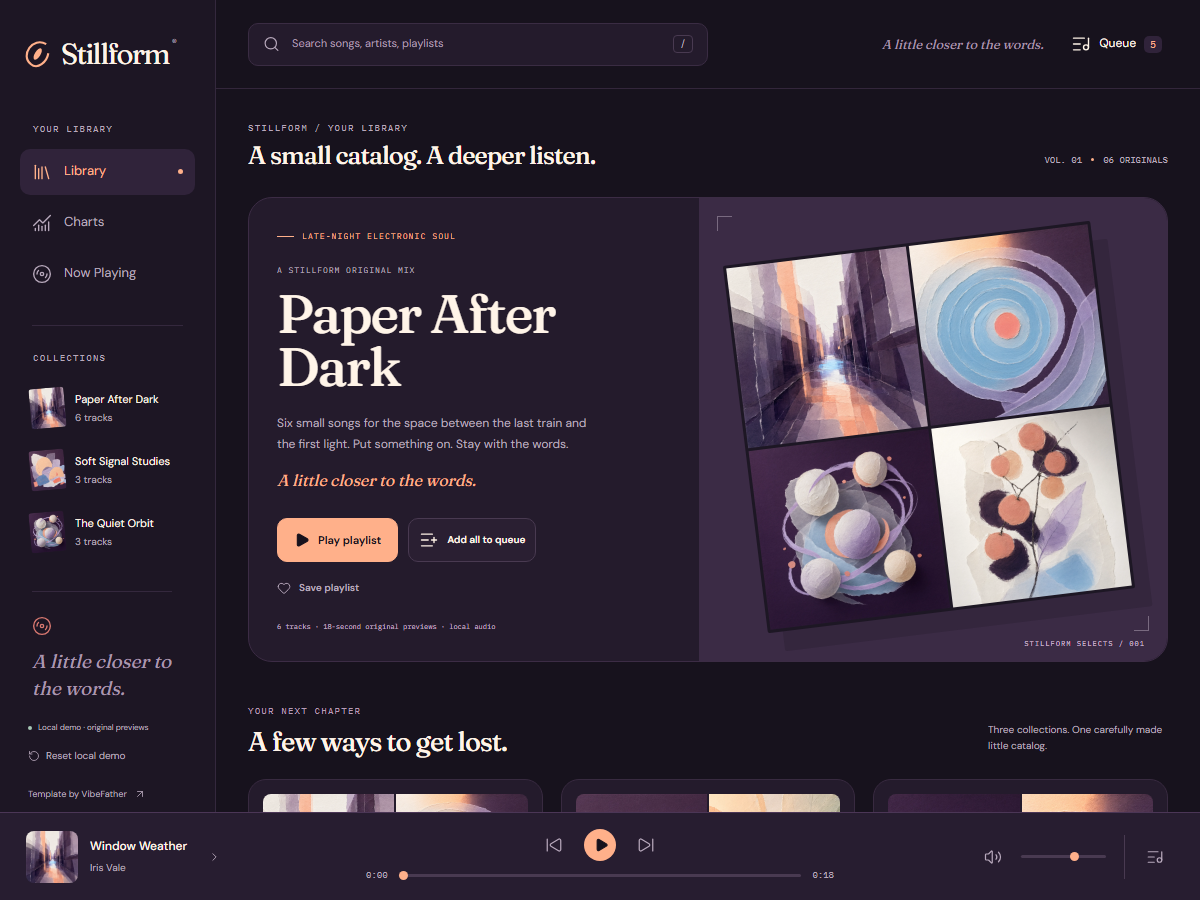 Stillform
YOUR LIBRARY
Library
Charts
Now Playing
COLLECTIONS
Paper After Dark
6 tracks
Soft Signal Studies
3 tracks
The Quiet Orbit
3 tracks
A little closer to
the words.
Local demo · original previews
Reset local demo
Template by VibeFather
Search songs, artists, playlists
/
A little closer to the words.
Queue 5
STILLFORM / YOUR LIBRARY
A small catalog. A deeper listen.
VOL. 01 • 06 ORIGINALS
LATE-NIGHT ELECTRONIC SOUL
A STILLFORM ORIGINAL MIX
Paper After
Dark
Six small songs for the space between the last train and
the first light. Put something on. Stay with the words.
A little closer to the words.
Play playlist
Add all to queue
Save playlist
6 tracks · 18-second original previews · local audio
STILLFORM SELECTS / 001
YOUR NEXT CHAPTER
A few ways to get lost.
Three collections. One carefully made
little catalog.
Window Weather
Iris Vale
0:00
0:18